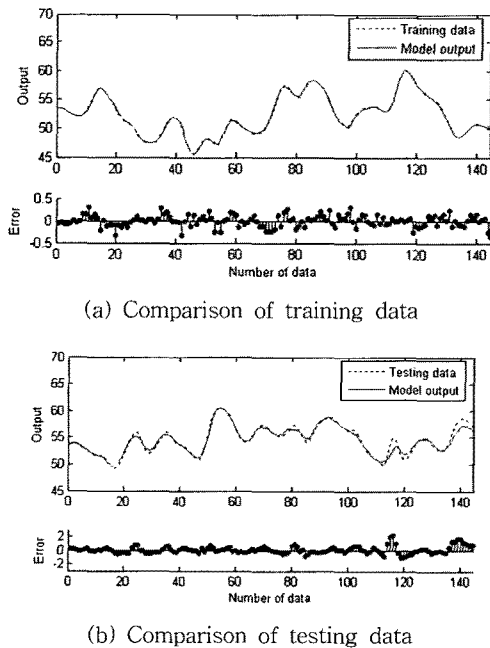 70
65
60
55
50
45
Output
Training data
Model output
0 20 40 60 80 100 120 140
0.5
0
-0.5
Error
0 20 40 60 80 100 120 140
Number of data
(a) Comparison of training data
70
65
60
55
50
45
Output
Testing data
Model output
0 20 40 60 80 100 120 140
2
0
-2
Error
0 20 40 60 80 100 120 140
Number of data
(b) Comparison of testing data